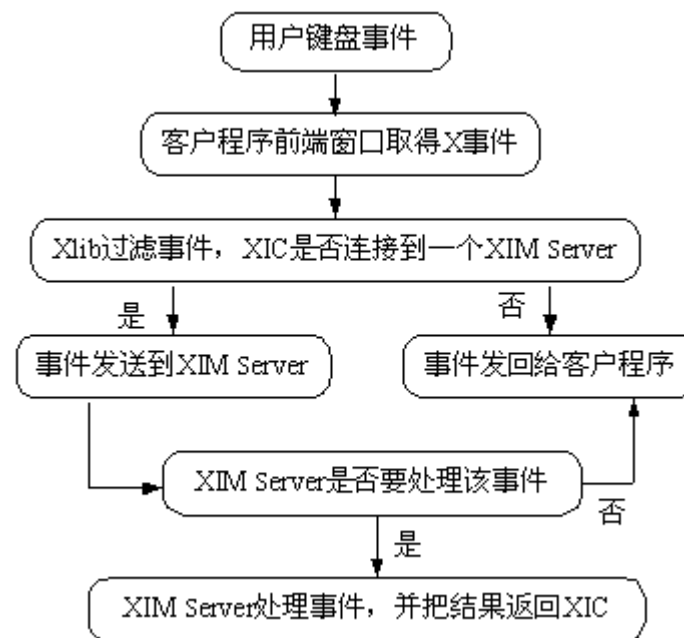 用户键盘事件
客户程序前端窗口取得X事件
Xlib过滤事件，XIC是否连接到一个XIM Server
是
否
事件发送到XIM Server
事件发回给客户程序
XIM Server是否要处理该事件
否
是
XIM Server处理事件，并把结果返回XIC